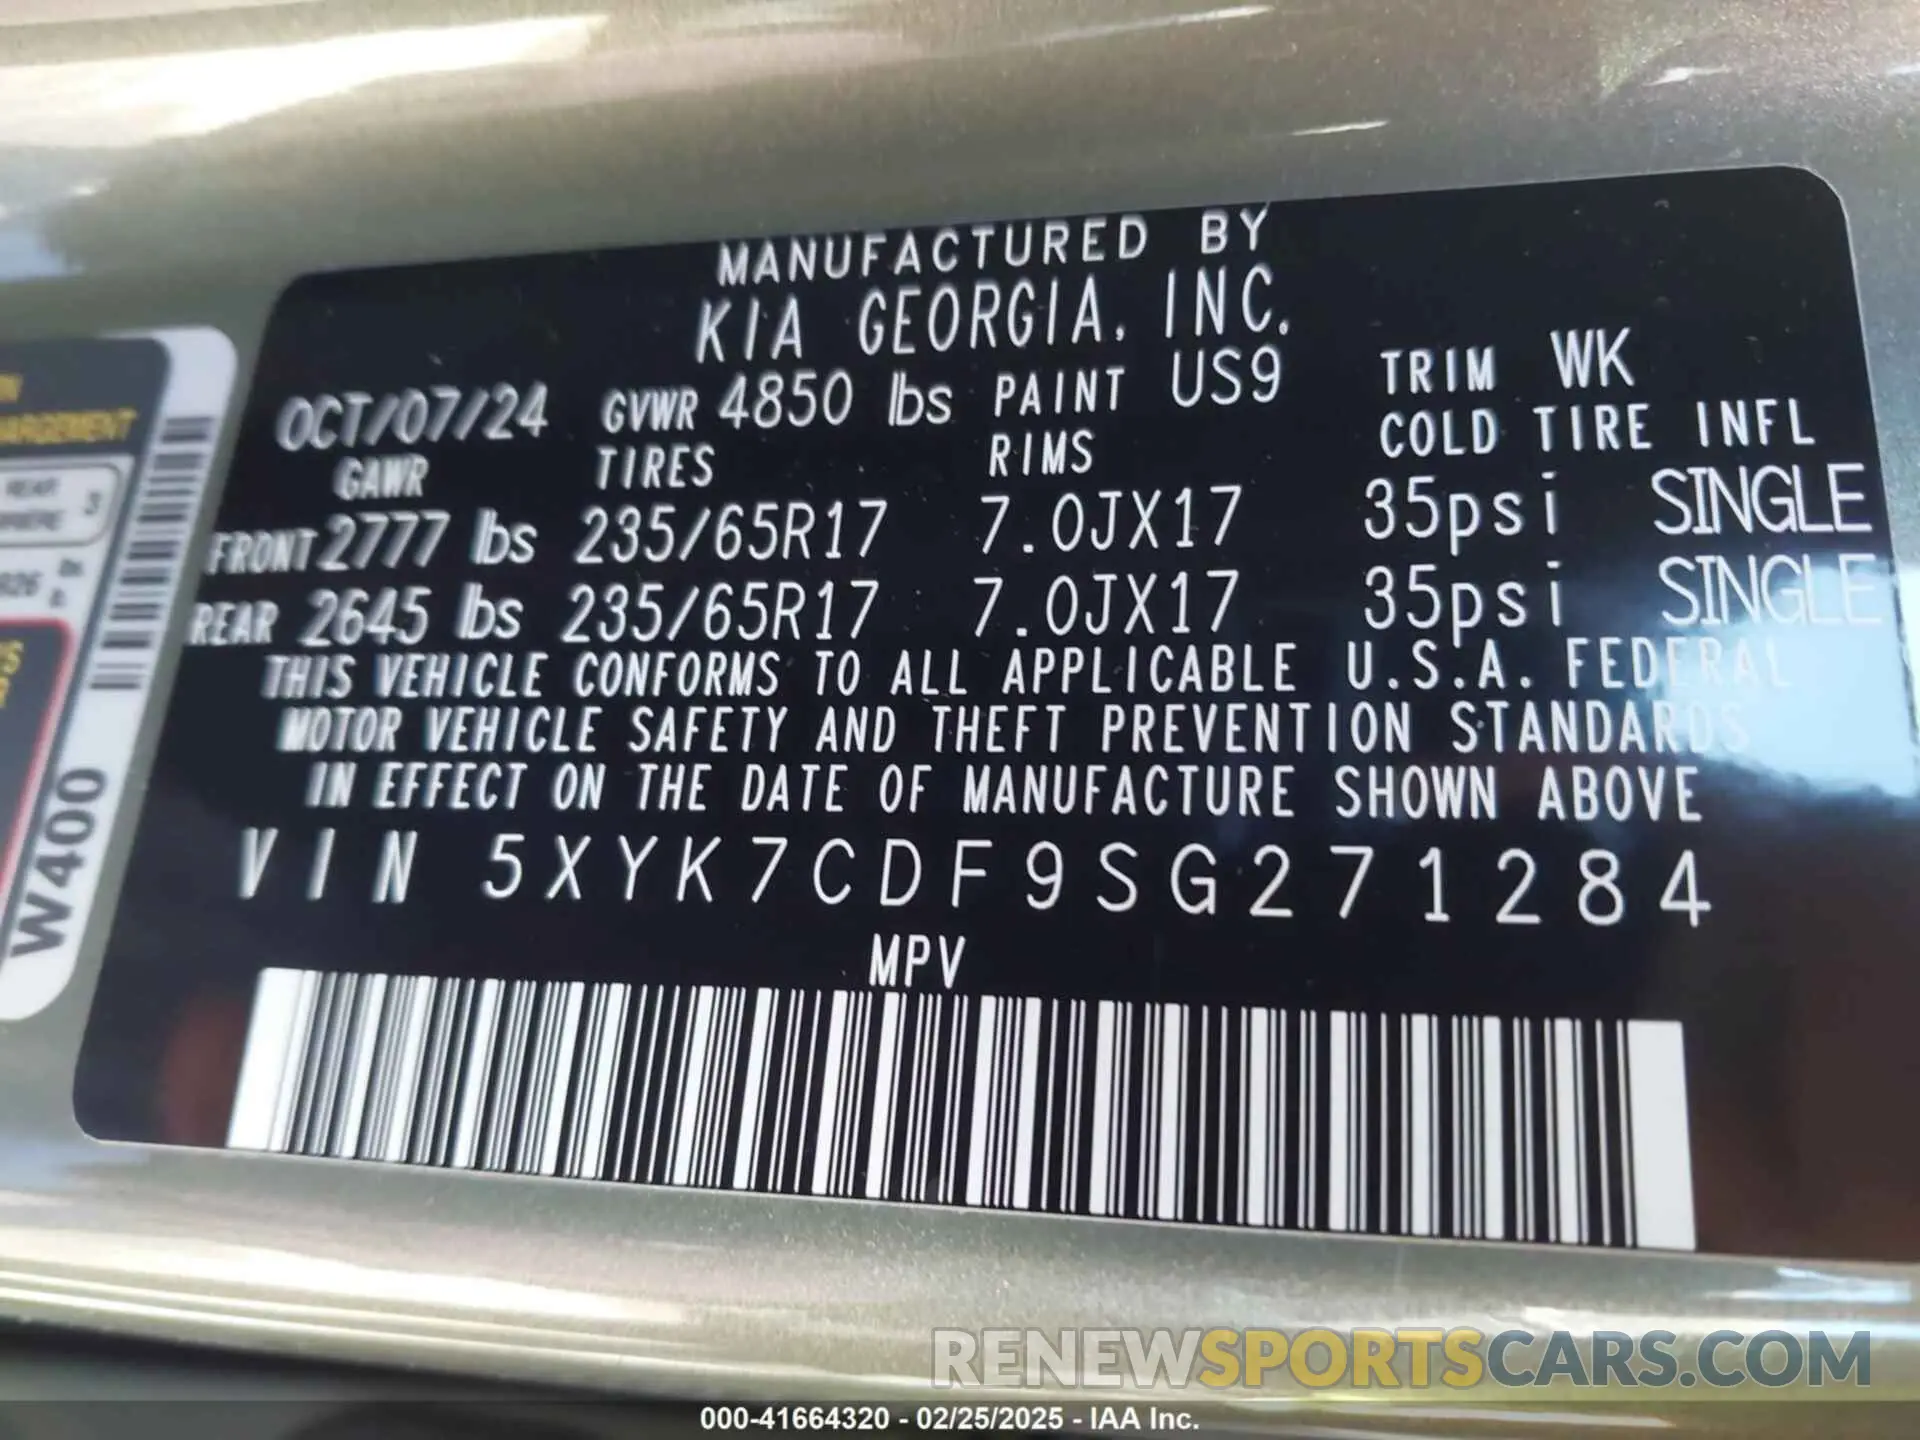 MANUFACTURED BY
KIA GEORGIA, INC.
OCT/07/24 GVWR 4850 lbs PAINT US9 TRIM WK
GAWR TIRES RIMS COLD TIRE INFL
FRONT 2777 lbs 235/65R17 7.0JX17 35psi SINGLE
REAR 2645 lbs 235/65R17 7.0JX17 35psi SINGLE
THIS VEHICLE CONFORMS TO ALL APPLICABLE U.S.A. FEDERAL
MOTOR VEHICLE SAFETY AND THEFT PREVENTION STANDARDS
IN EFFECT ON THE DATE OF MANUFACTURE SHOWN ABOVE
VIN 5XYK7CDF9SG271284
MPV
REAR 3
W400
RENEWSPORTSCARS.COM
000-41664320 - 02/25/2025 - IAA Inc.